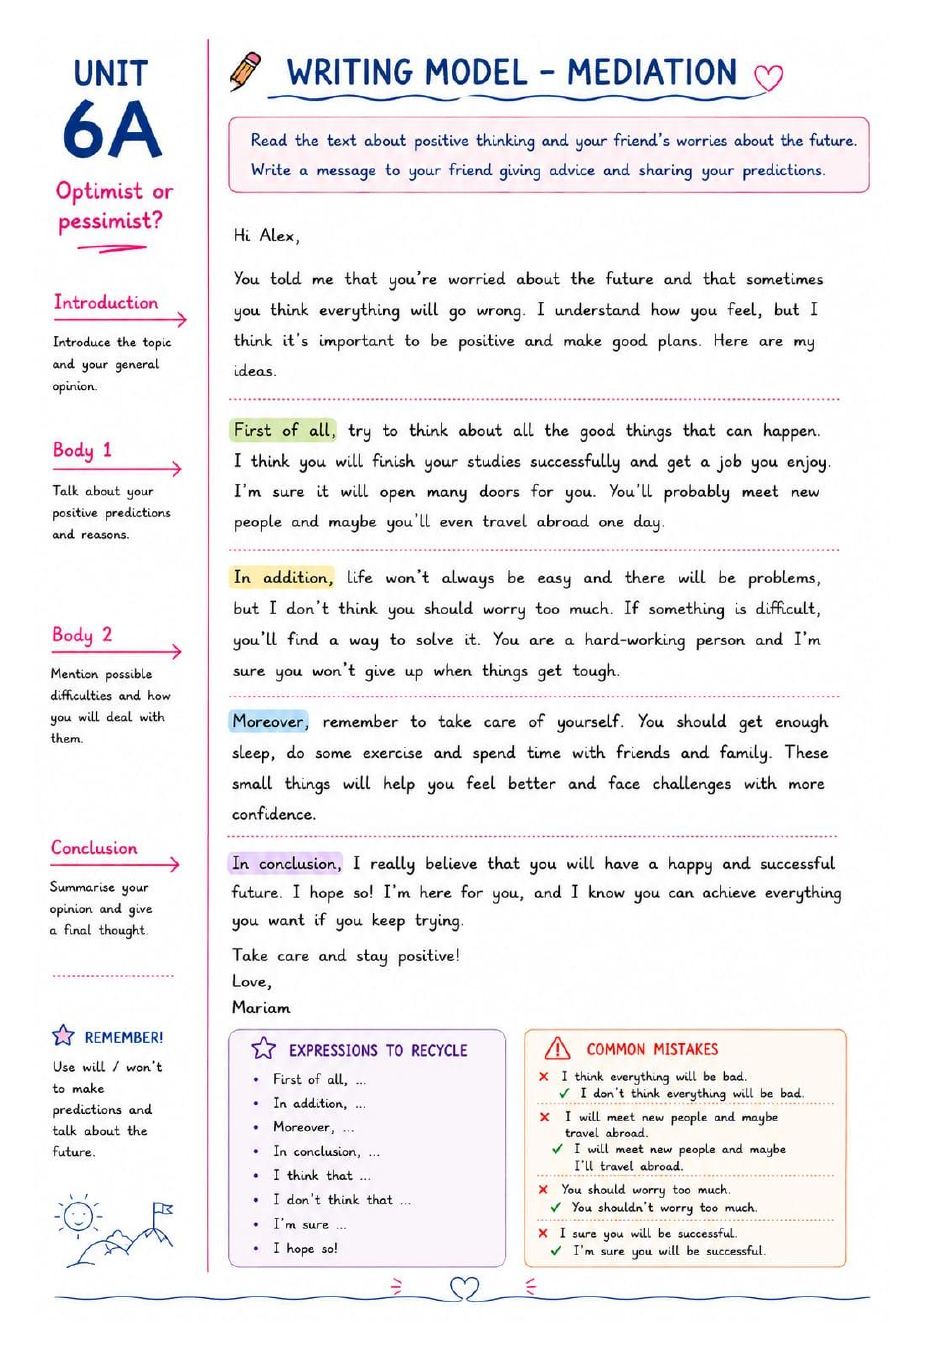 UNIT
6A
Optimist or
pessimist?
Introduction
Introduce the topic
and your general
opinion.
Body 1
Talk about your
positive predictions
and reasons.
Body 2
Mention possible
difficulties and how
you will deal with
them.
Conclusion
Summarise your
opinion and give
a final thought.
REMEMBER!
Use will / won't
to make
predictions and
talk about the
future.
WRITING MODEL - MEDIATION
Read the text about positive thinking and your friend's worries about the future.
Write a message to your friend giving advice and sharing your predictions.
Hi Alex,
You told me that you're worried about the future and that sometimes
you think everything will go wrong. I understand how you feel, but I
think it's important to be positive and make good plans. Here are my
ideas.
First of all, try to think about all the good things that can happen.
I think you will finish your studies successfully and get a job you enjoy.
I'm sure it will open many doors for you. You'll probably meet new
people and maybe you'll even travel abroad one day.
In addition, life won't always be easy and there will be problems,
but I don't think you should worry too much. If something is difficult,
you'll find a way to solve it. You are a hard-working person and I'm
sure you won't give up when things get tough.
Moreover, remember to take care of yourself. You should get enough
sleep, do some exercise and spend time with friends and family. These
small things will help you feel better and face challenges with more
confidence.
In conclusion, I really believe that you will have a happy and successful
future. I hope so! I'm here for you, and I know you can achieve everything
you want if you keep trying.
Take care and stay positive!
Love,
Mariam
EXPRESSIONS TO RECYCLE
• First of all, ...
• In addition, ...
• Moreover, ...
• In conclusion, ...
• I think that ...
• I don't think that ...
• I'm sure ...
• I hope so!
COMMON MISTAKES
✗ I think everything will be bad.
✓ I don't think everything will be bad.
✗ I will meet new people and maybe
travel abroad.
✓ I will meet new people and maybe
I'll travel abroad.
✗ You should worry too much.
✓ You shouldn't worry too much.
✗ I sure you will be successful.
✓ I'm sure you will be successful.